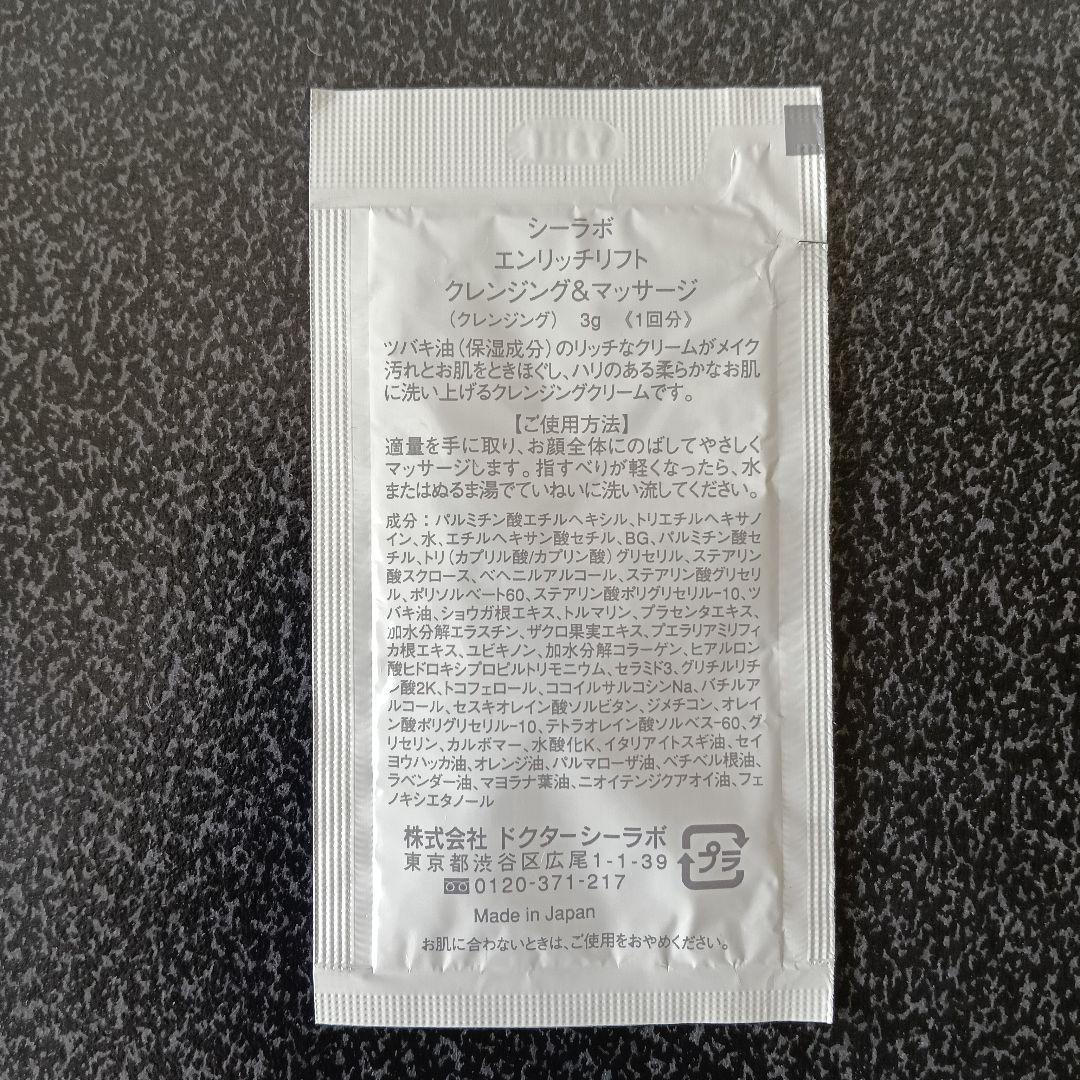 シーラボ
エンリッチリフト
クレンジング&マッサージ
(クレンジング) 3g 《1回分》
ツバキ油(保湿成分)のリッチなクリームがメイク
汚れとお肌をときほぐし、ハリのある柔らかなお肌
に洗い上げるクレンジングクリームです。
【ご使用方法】
適量を手に取り、お顔全体にのばしてやさしく
マッサージします。指すべりが軽くなったら、水
またはぬるま湯でていねいに洗い流してください。
成分:パルミチン酸エチルヘキシル、トリエチルヘキサノ
イン、水、エチルヘキサン酸セチル、BG、パルミチン酸セ
チル、トリ(カプリル酸/カプリン酸)グリセリル、ステアリン
酸スクロース、ベヘニルアルコール、ステアリン酸グリセリ
ル、ポリソルベート60、ステアリン酸ポリグリセリル-10、ツ
バキ油、ショウガ根エキス、トルマリン、プラセンタエキス、
加水分解エラスチン、ザクロ果実エキス、プエラリアミリフィ
カ根エキス、ユビキノン、加水分解コラーゲン、ヒアルロン
酸ヒドロキシプロピルトリモニウム、セラミド3、グリチルリチ
ン酸2K、トコフェロール、ココイルサルコシンNa、バチルア
ルコール、セスキオレイン酸ソルビタン、ジメチコン、オレイ
ン酸ポリグリセリル-10、テトラオレイン酸ソルベス-60、グ
リセリン、カルボマー、水酸化K、イタリアイトスギ油、セイ
ヨウハッカ油、オレンジ油、パルマローザ油、ベチベル根油、
ラベンダー油、マヨラナ葉油、ニオイテンジクアオイ油、フェ
ノキシエタノール
株式会社 ドクターシーラボ
東京都渋谷区広尾1-1-39
0120-371-217
プラ
Made in Japan
お肌に合わないときは、ご使用をおやめください。